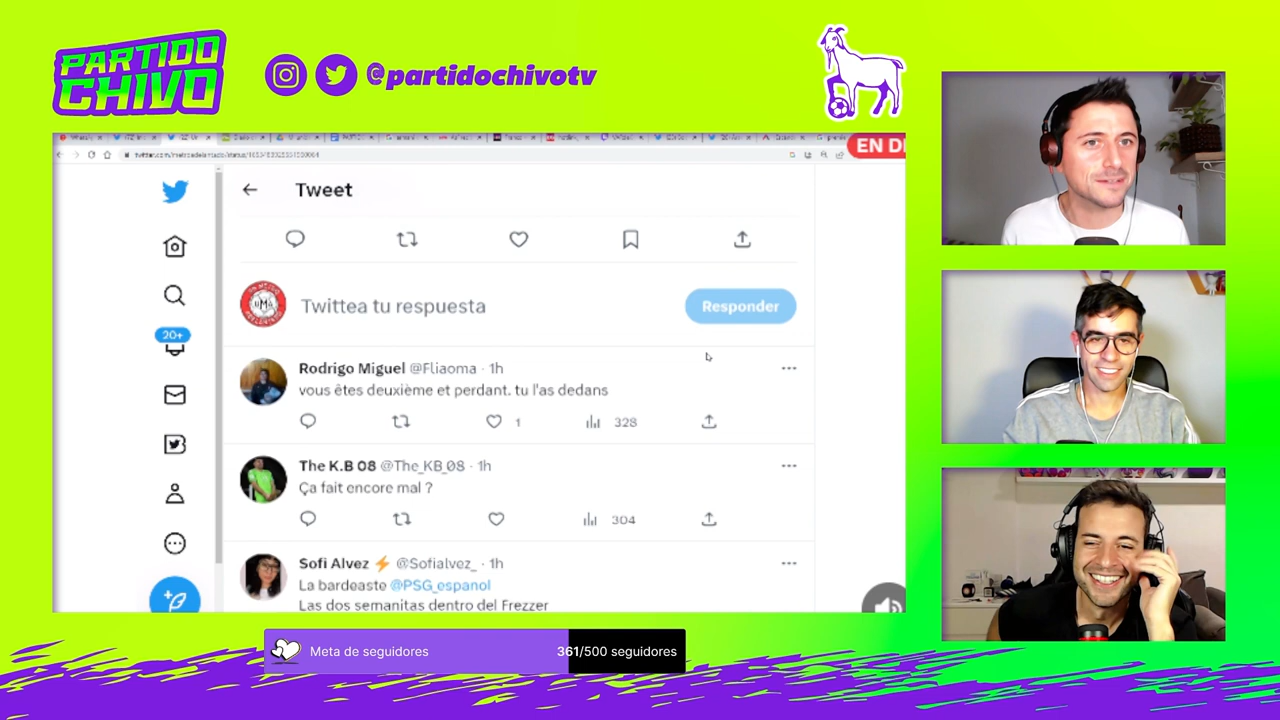 PARTIDO
CHIVO
@partidochivotv
EN DI
Tweet
Twittea tu respuesta
Responder
20+
Rodrigo Miguel @Fliaoma · 1h
vous êtes deuxième et perdant. tu l'as dedans
1
328
The K.B 08 @The_KB_08 · 1h
Ça fait encore mal ?
304
Sofi Alvez ⚡ @Sofialvez_ · 1h
La bardeaste @PSG_espanol
Las dos semanitas dentro del Frezzer
Meta de seguidores
361/500 seguidores